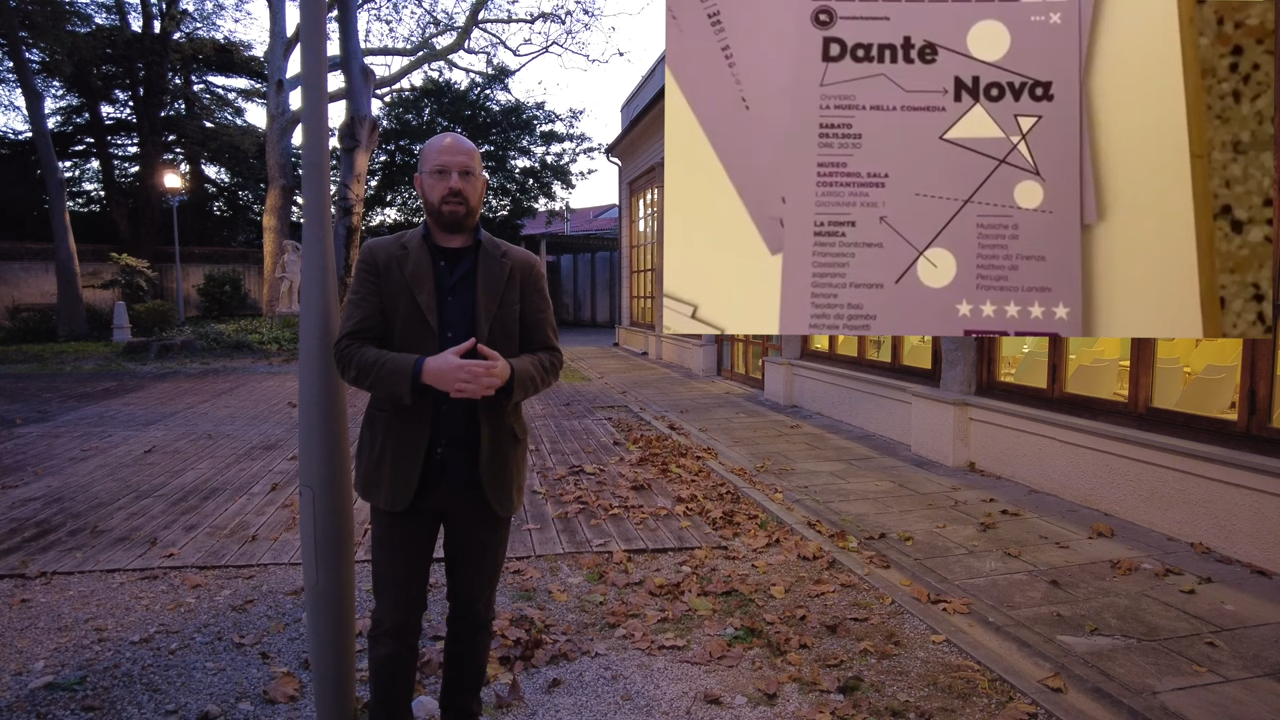 Dante
Nova
OVVERO
LA MUSICA NELLA COMMEDIA
SABATO
05.11.2022
ORE 20:30
MUSEO
SARTORIO, SALA
COSTANTINIDES
LARGO PAPA
GIOVANNI XXIII, 1
LA FONTE
MUSICA
Alena Dantcheva,
Francesca
Cassinari
soprano
Gianluca Ferrarini
tenore
Teodoro Baù
viella da gamba
Michele Pasotti
Musiche di
Zaccara da
Teramo,
Paolo da Firenze,
Matteo da
Perugia,
Francesco Landini